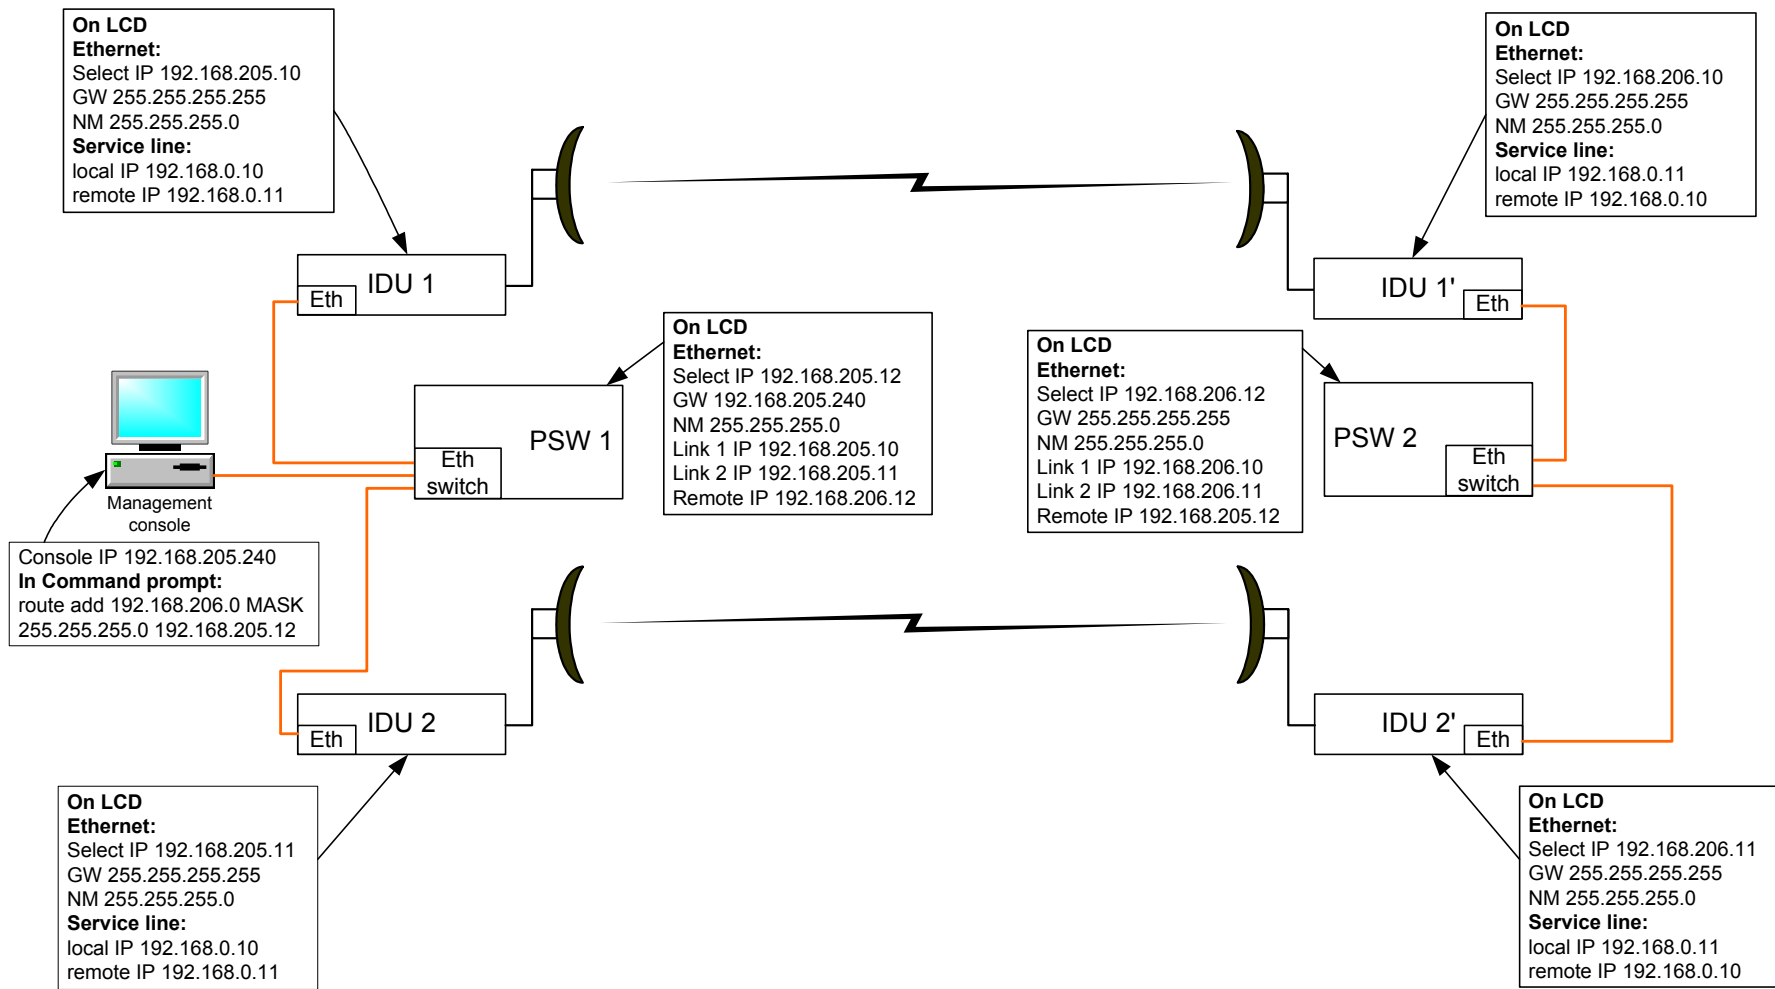 On LCD
Ethernet:
Select IP 192.168.205.10
GW 255.255.255.255
NM 255.255.255.0
Service line:
local IP 192.168.0.10
remote IP 192.168.0.11
On LCD
Ethernet:
Select IP 192.168.206.10
GW 255.255.255.255
NM 255.255.255.0
Service line:
local IP 192.168.0.11
remote IP 192.168.0.10
IDU 1
Eth
IDU 1'
Eth
On LCD
Ethernet:
Select IP 192.168.205.12
GW 192.168.205.240
NM 255.255.255.0
Link 1 IP 192.168.205.10
Link 2 IP 192.168.205.11
Remote IP 192.168.206.12
On LCD
Ethernet:
Select IP 192.168.206.12
GW 255.255.255.255
NM 255.255.255.0
Link 1 IP 192.168.206.10
Link 2 IP 192.168.206.11
Remote IP 192.168.205.12
PSW 1
Eth
switch
PSW 2
Eth
switch
Management
console
Console IP 192.168.205.240
In Command prompt:
route add 192.168.206.0 MASK
255.255.255.0 192.168.205.12
IDU 2
Eth
IDU 2'
Eth
On LCD
Ethernet:
Select IP 192.168.205.11
GW 255.255.255.255
NM 255.255.255.0
Service line:
local IP 192.168.0.10
remote IP 192.168.0.11
On LCD
Ethernet:
Select IP 192.168.206.11
GW 255.255.255.255
NM 255.255.255.0
Service line:
local IP 192.168.0.11
remote IP 192.168.0.10